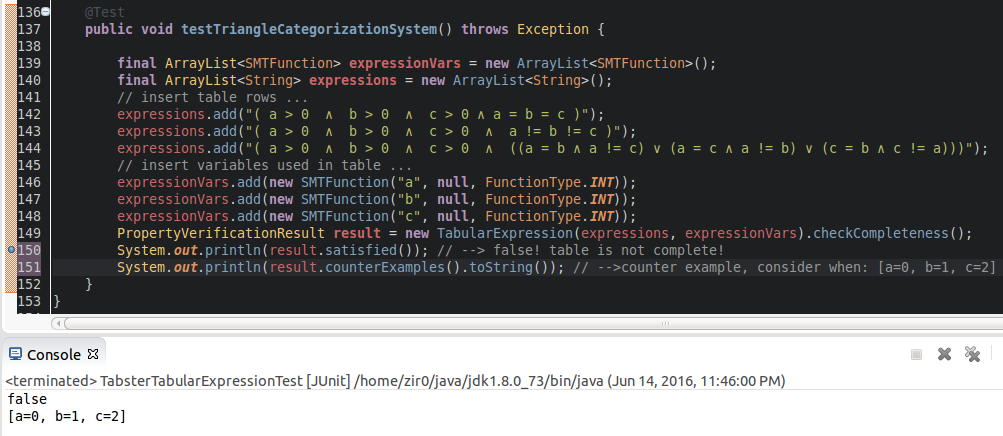 136 @Test
137 public void testTriangleCategorizationSystem() throws Exception {
138
139 final ArrayList<SMTFunction> expressionVars = new ArrayList<SMTFunction>();
140 final ArrayList<String> expressions = new ArrayList<String>();
141 // insert table rows ...
142 expressions.add("( a > 0 ∧ b > 0 ∧ c > 0 ∧ a = b = c )");
143 expressions.add("( a > 0 ∧ b > 0 ∧ c > 0 ∧ a != b != c )");
144 expressions.add("( a > 0 ∧ b > 0 ∧ c > 0 ∧ ((a = b ∧ a != c) ∨ (a = c ∧ a != b) ∨ (c = b ∧ c != a)))");
145 // insert variables used in table ...
146 expressionVars.add(new SMTFunction("a", null, FunctionType.INT));
147 expressionVars.add(new SMTFunction("b", null, FunctionType.INT));
148 expressionVars.add(new SMTFunction("c", null, FunctionType.INT));
149 PropertyVerificationResult result = new TabularExpression(expressions, expressionVars).checkCompleteness();
150 System.out.println(result.satisfied()); // --> false! table is not complete!
151 System.out.println(result.counterExamples().toString()); // -->counter example, consider when: [a=0, b=1, c=2]
152 }
153 }
Console
<terminated> TabsterTabularExpressionTest [JUnit] /home/zir0/java/jdk1.8.0_73/bin/java (Jun 14, 2016, 11:46:00 PM)
false
[a=0, b=1, c=2]